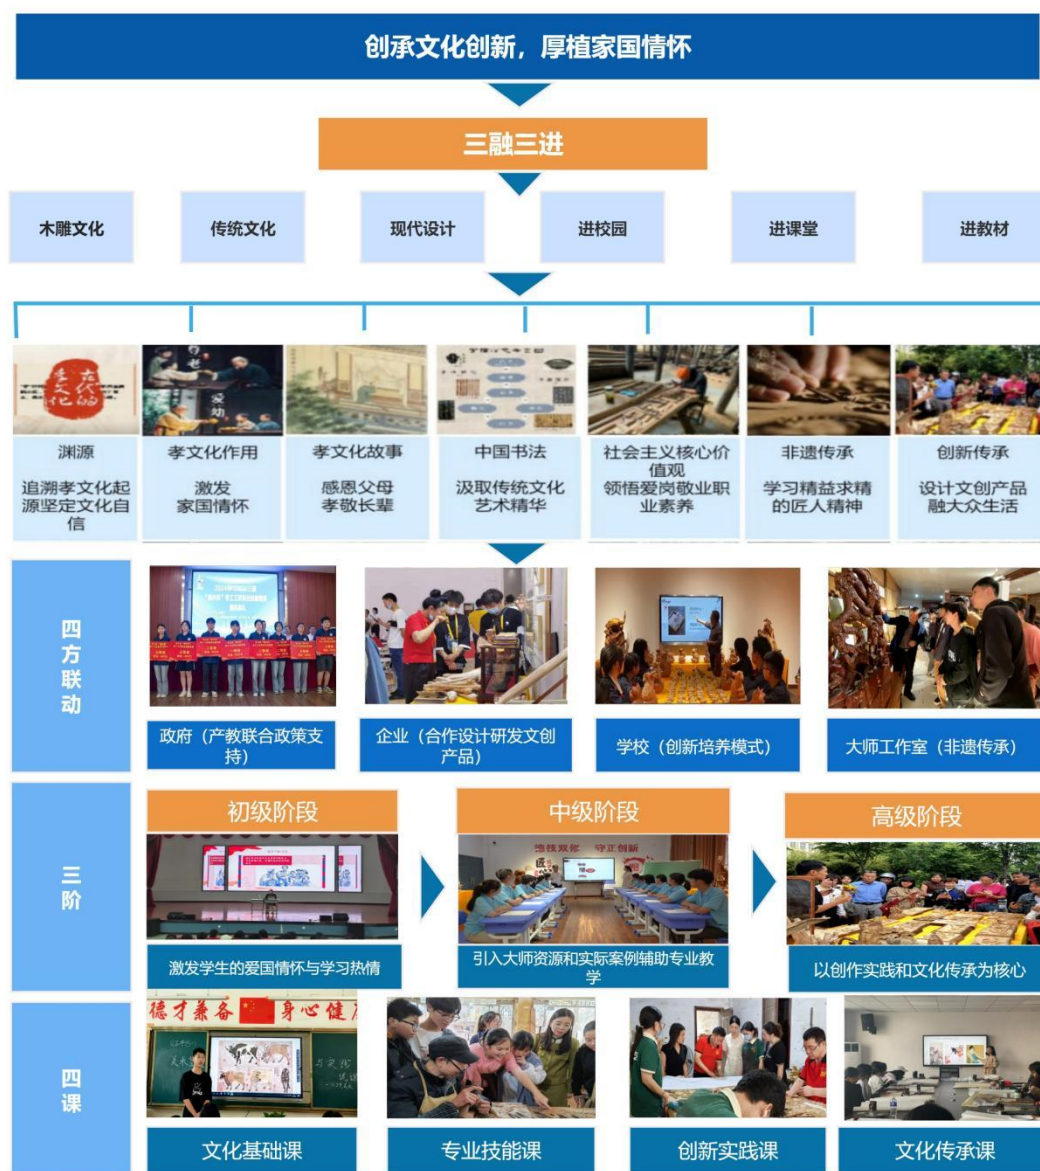 创承文化创新，厚植家国情怀
三融三进
木雕文化
传统文化
现代设计
进校园
进课堂
进教材
古代的
孝文化
爱幼
渊源
追溯孝文化起
源坚定文化自
信
孝文化作用
激发
家国情怀
孝文化故事
感恩父母
孝敬长辈
中国书法
汲取传统文化
艺术精华
社会主义核心价
值观
领悟爱岗敬业职
业素养
非遗传承
学习精益求精
的匠人精神
创新传承
设计文创产品
融大众生活
四方联动
政府（产教联合政策支
持）
企业（合作设计研发文创
产品）
学校（创新培养模式）
大师工作室（非遗传承）
三阶
初级阶段
中级阶段
高级阶段
德技双修 守正创新
匠
激发学生的爱国情怀与学习热情
引入大师资源和实际案例辅助专业教
学
以创作实践和文化传承为核心
四课
德才兼备 身心健
文化基础课
专业技能课
创新实践课
文化传承课